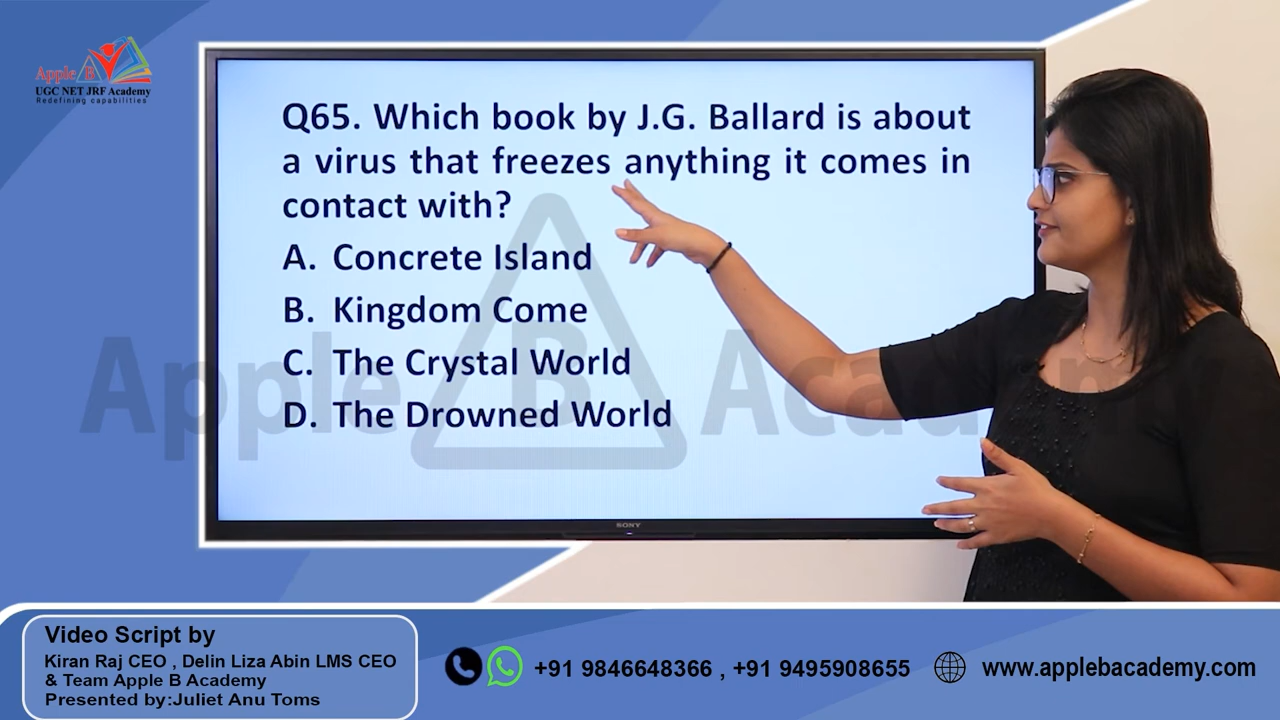 Apple B
UGC NET JRF Academy
Redefining capabilities
Q65. Which book by J.G. Ballard is about
a virus that freezes anything it comes in
contact with?
A. Concrete Island
B. Kingdom Come
C. The Crystal World
D. The Drowned World
Apple B Academy
SONY
Video Script by
Kiran Raj CEO , Delin Liza Abin LMS CEO
& Team Apple B Academy
Presented by:Juliet Anu Toms
+91 9846648366 , +91 9495908655
www.applebacademy.com